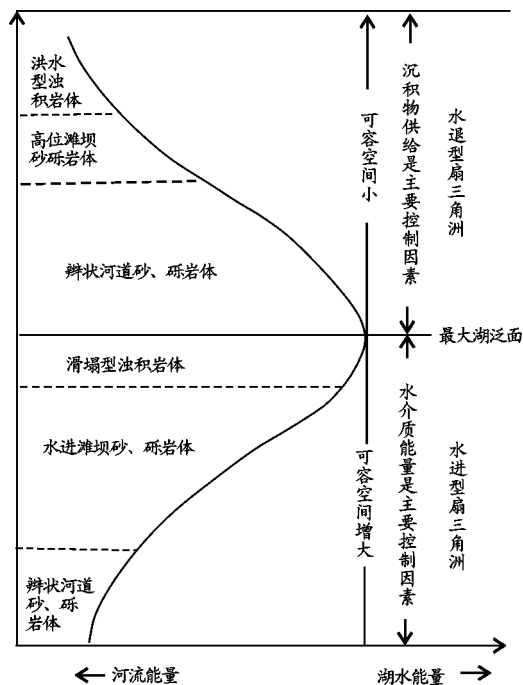 洪水
型浊
积岩体
高位滩坝
砂砾岩体
辫状河道砂、砾岩体
滑塌型浊积岩体
水进滩坝砂、砾岩体
辫状河道
砂、砾
岩体
可容空间小
可容空间增大
沉积物供给是主要控制因素
水介质能量是主要控制因素
水退型扇三角洲
最大湖泛面
水进型扇三角洲
河流能量
湖水能量